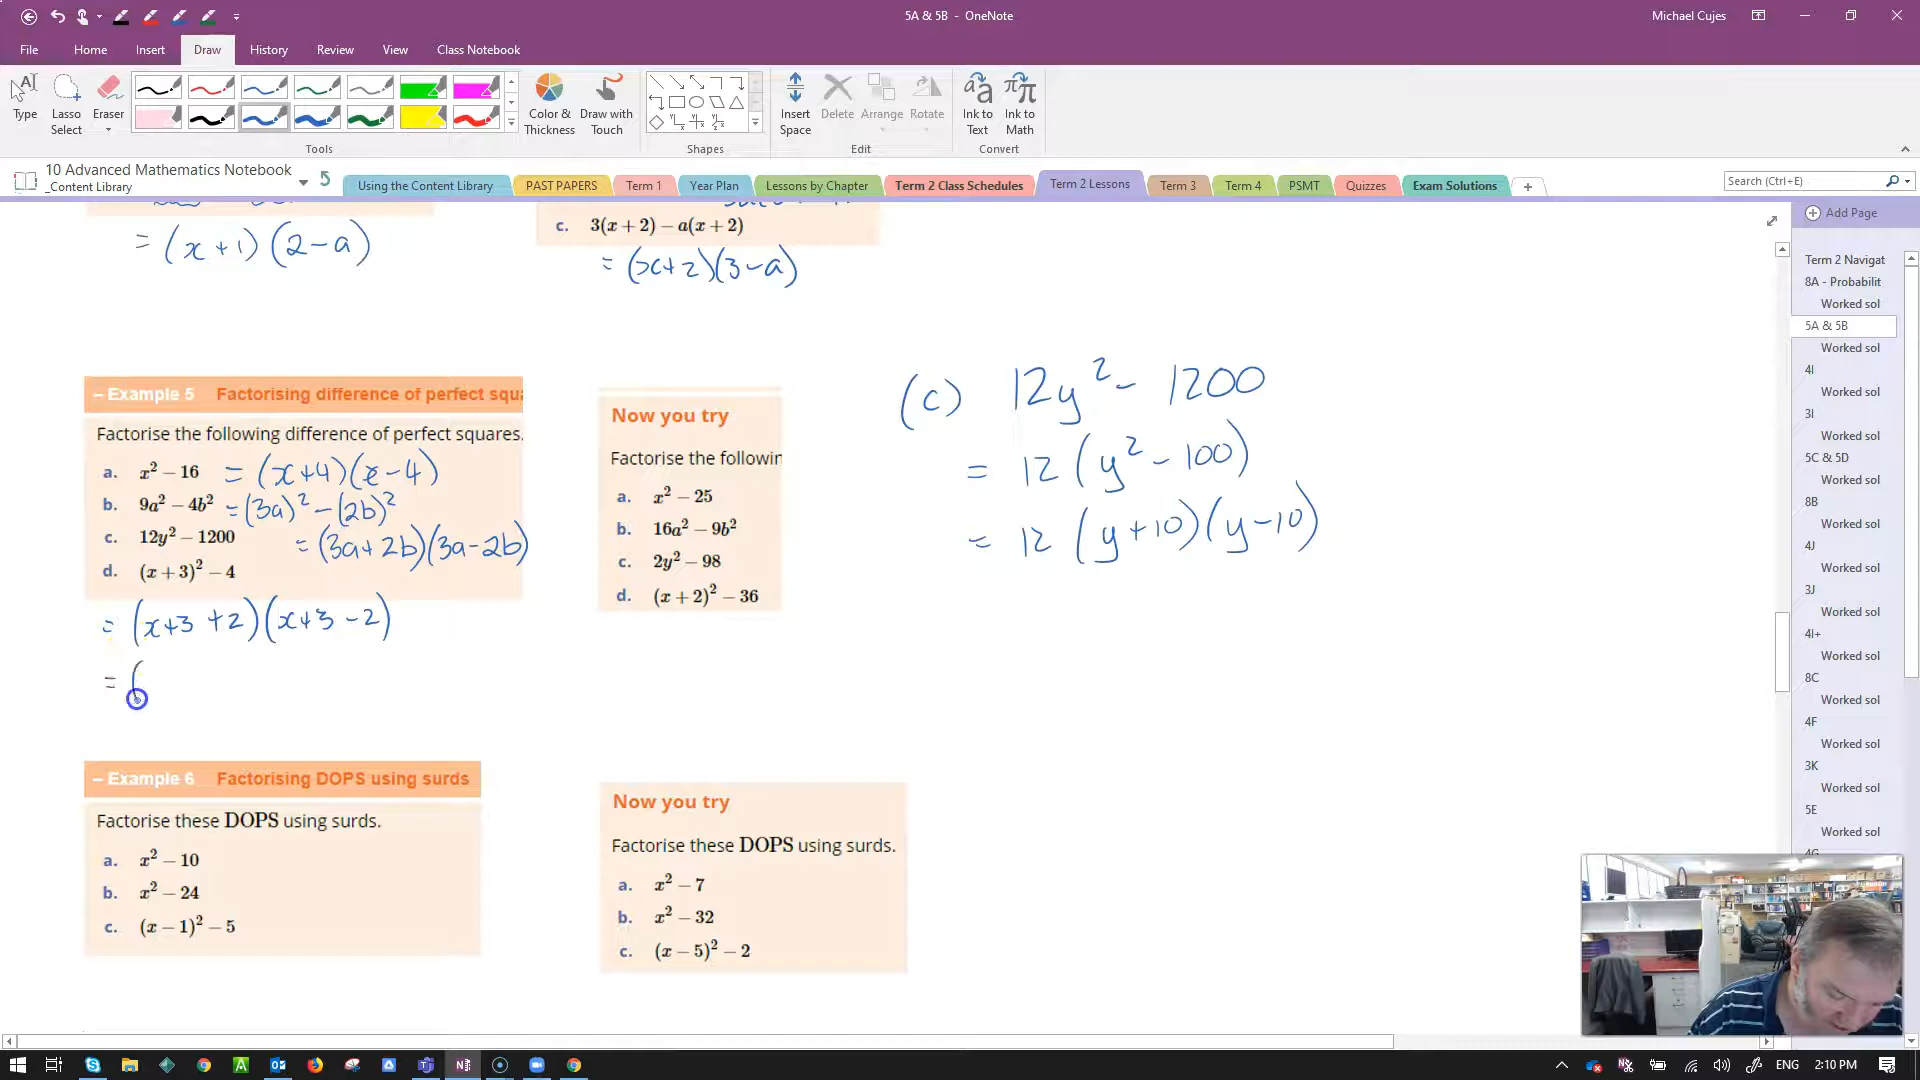 5A & 5B - OneNote
Michael Cujes
File Home Insert Draw History Review View Class Notebook
Type
Lasso Select
Eraser
Color & Thickness
Draw with Touch
Insert Space
Delete
Arrange
Rotate
Ink to Text
Ink to Math
Tools
Shapes
Edit
Convert
10 Advanced Mathematics Notebook
_Content Library
Using the Content Library
PAST PAPERS
Term 1
Year Plan
Lessons by Chapter
Term 2 Class Schedules
Term 2 Lessons
Term 3
Term 4
PSMT
Quizzes
Exam Solutions
Search (Ctrl+E)
= (x+1)(2-a)
c. 3(x + 2) − a(x + 2)
= (x+2)(3-a)
– Example 5 Factorising difference of perfect squ
Factorise the following difference of perfect squares.
a. x² − 16 = (x+4)(x-4)
b. 9a² − 4b² = (3a)² - (2b)²
c. 12y² − 1200 = (3a+2b)(3a-2b)
d. (x + 3)² − 4
= (x+3+2)(x+3-2)
= (
Now you try
Factorise the followin
a. x² − 25
b. 16a² − 9b²
c. 2y² − 98
d. (x + 2)² − 36
(c) 12y² - 1200
= 12(y² - 100)
= 12(y+10)(y-10)
– Example 6 Factorising DOPS using surds
Factorise these DOPS using surds.
a. x² − 10
b. x² − 24
c. (x − 1)² − 5
Now you try
Factorise these DOPS using surds.
a. x² − 7
b. x² − 32
c. (x − 5)² − 2
Add Page
Term 2 Navigat
8A - Probabilit
Worked sol
5A & 5B
Worked sol
4I
Worked sol
3I
Worked sol
5C & 5D
Worked sol
8B
Worked sol
4J
Worked sol
3J
Worked sol
4I+
Worked sol
8C
Worked sol
4F
Worked sol
3K
Worked sol
5E
Worked sol
ENG
2:10 PM